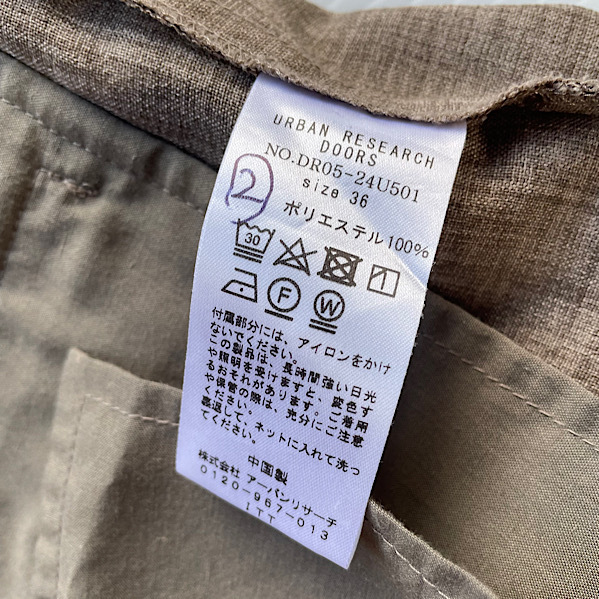 URBAN RESEARCH
DOORS
NO.DR05-24U501
size 36
2
ポリエステル100%
30
F W
付属部分には、アイロンをかけ
ないでください。
この製品は、長時間強い日光
や照明を受けますと、変色す
るおそれがあります。ご着用
や保管の際は、充分にご注意
ください。
裏返して、ネットに入れて洗っ
てください。
中国製
株式会社 アーバンリサーチ
0120-967-013
ITT